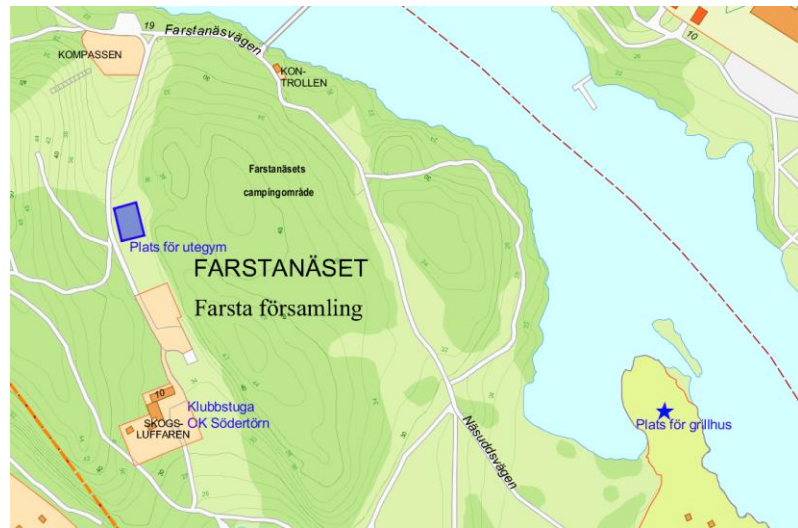 19
Farstanäsvägen
10
KOMPASSEN
KON-
TROLLEN
Farstanäsets
campingområde
Plats för utegym
FARSTANÄSET
Farsta församling
10
Klubbstuga
OK Södertörn
SKOGS-
LUFFAREN
Plats för grillhus
Näsuddsvägen